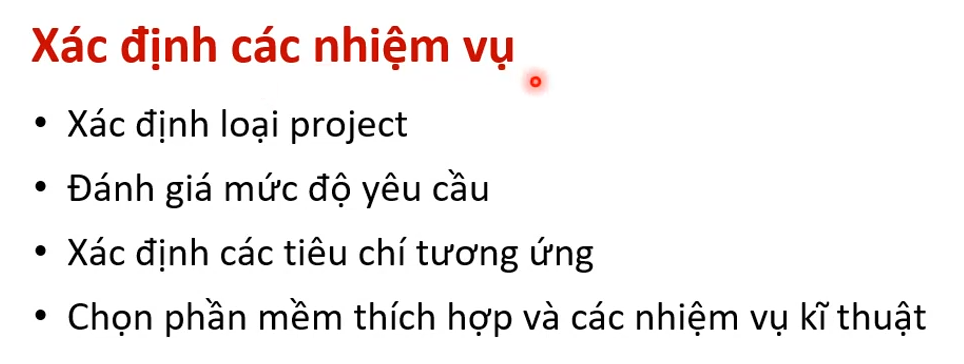 Xác định các nhiệm vụ
• Xác định loại project
• Đánh giá mức độ yêu cầu
• Xác định các tiêu chí tương ứng
• Chọn phần mềm thích hợp và các nhiệm vụ kĩ thuật